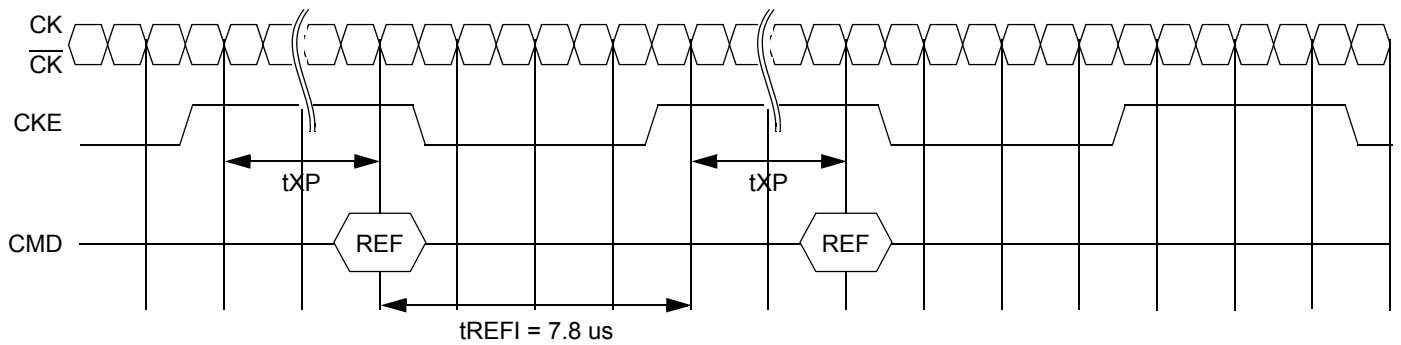 CK
CK
CKE
tXP
tXP
CMD
REF
REF
tREFI = 7.8 us